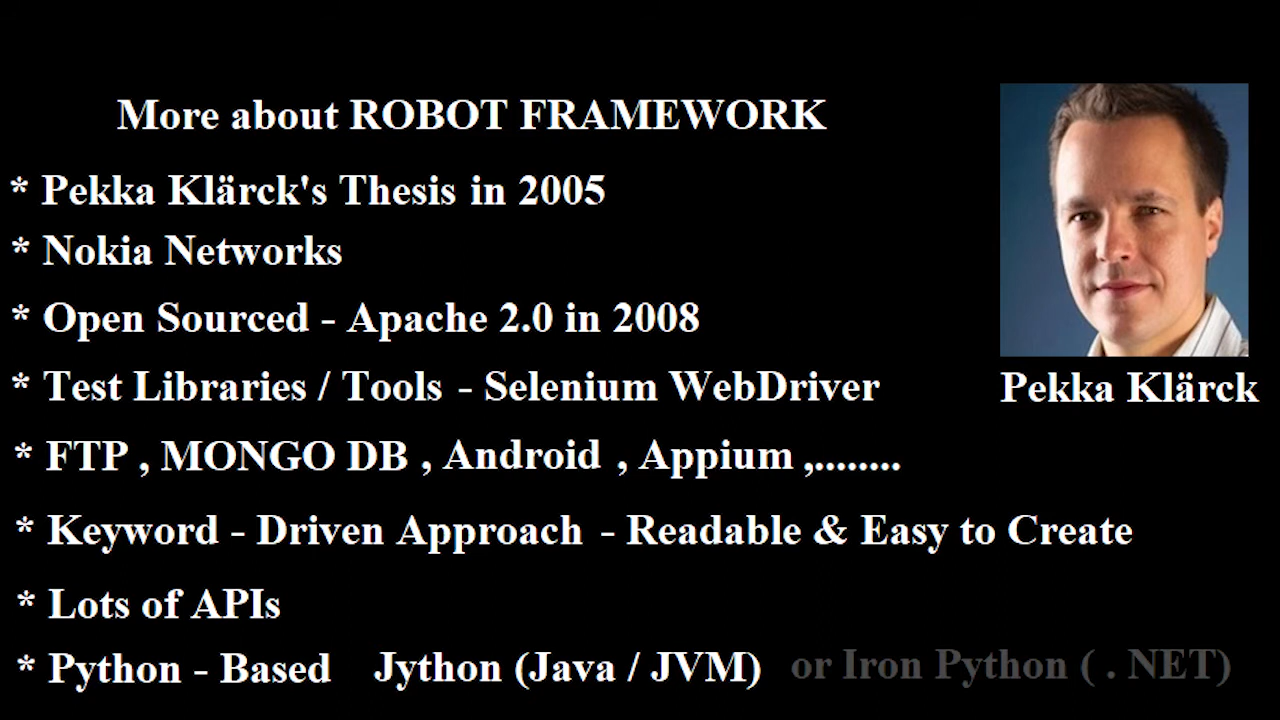 More about ROBOT FRAMEWORK
* Pekka Klärck's Thesis in 2005
* Nokia Networks
* Open Sourced - Apache 2.0 in 2008
* Test Libraries / Tools - Selenium WebDriver
Pekka Klärck
* FTP , MONGO DB , Android , Appium ,........
* Keyword - Driven Approach - Readable & Easy to Create
* Lots of APIs
* Python - Based Jython (Java / JVM) or Iron Python ( . NET)